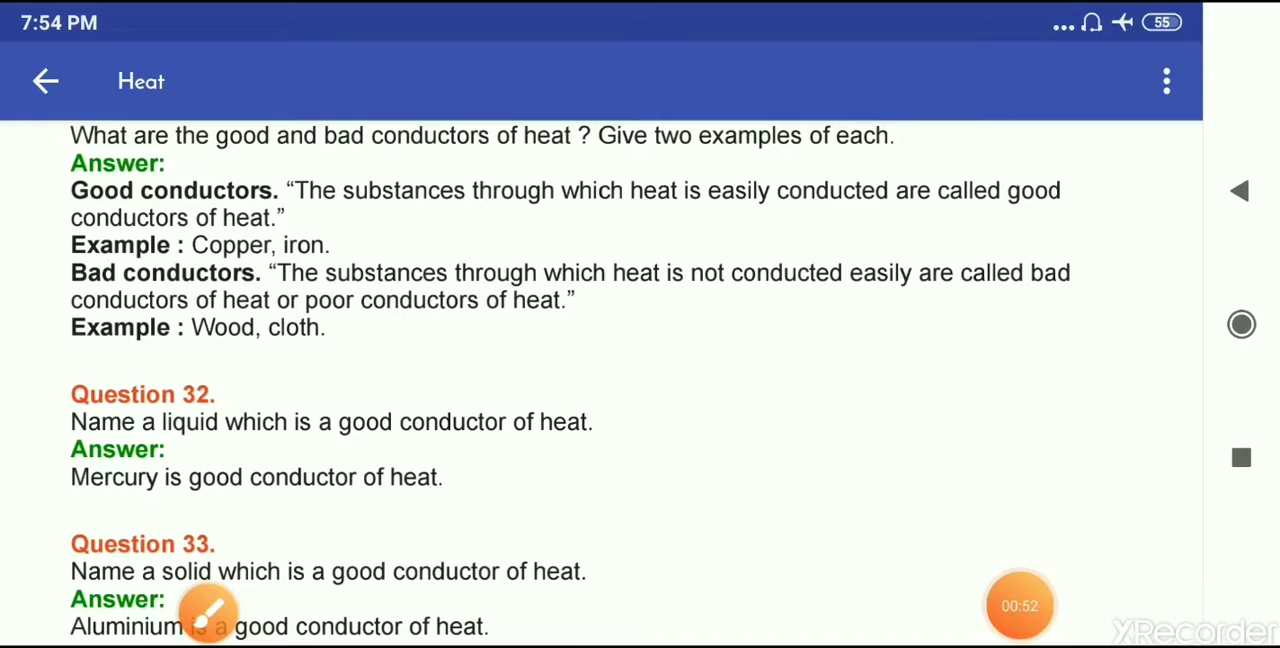 7:54 PM
55
Heat
What are the good and bad conductors of heat ? Give two examples of each.
Answer:
Good conductors. “The substances through which heat is easily conducted are called good
conductors of heat.”
Example : Copper, iron.
Bad conductors. “The substances through which heat is not conducted easily are called bad
conductors of heat or poor conductors of heat.”
Example : Wood, cloth.
Question 32.
Name a liquid which is a good conductor of heat.
Answer:
Mercury is good conductor of heat.
Question 33.
Name a solid which is a good conductor of heat.
Answer:
Aluminium is a good conductor of heat.
00:52
XRecorder